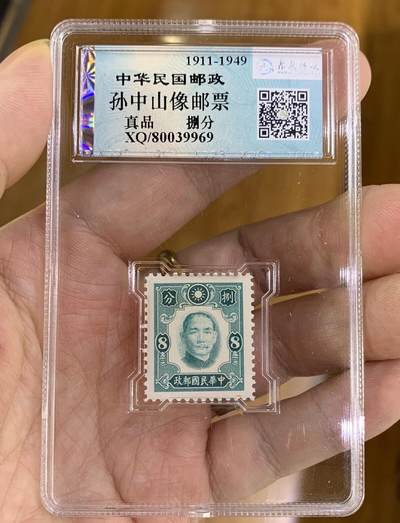 1911-1949
中华民国邮政
孙中山像邮票
真品 捌分
XQ/80039969
分 捌
8 8
政郵國民華中